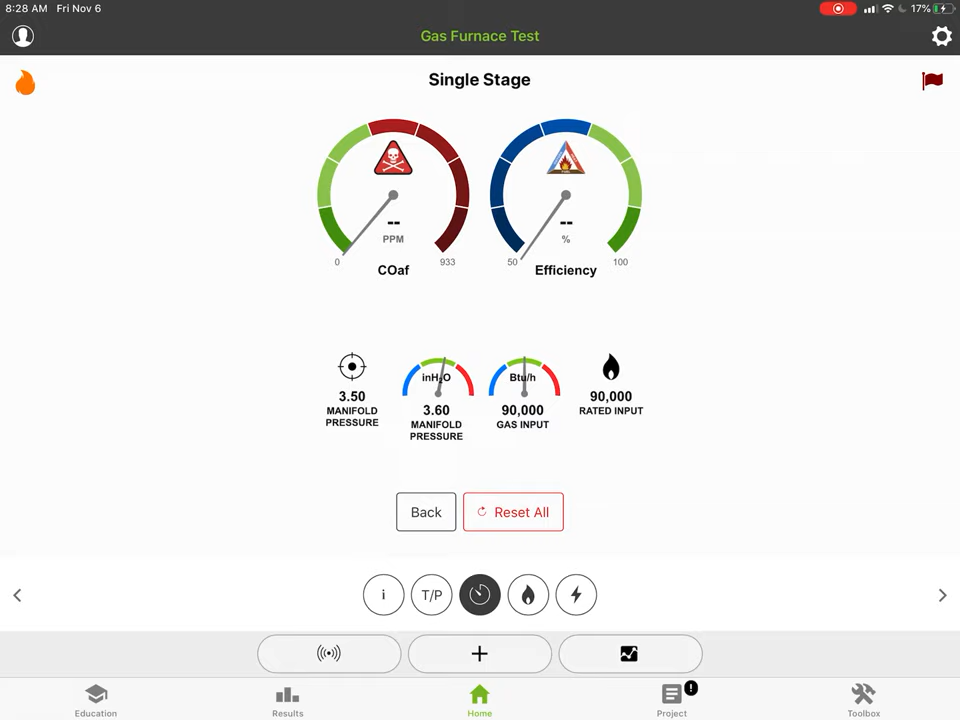 8:28 AM Fri Nov 6
17%
Gas Furnace Test
Single Stage
--
PPM
0
933
COaf
--
%
50
100
Efficiency
3.50
MANIFOLD
PRESSURE
inH₂O
3.60
MANIFOLD
PRESSURE
Btu/h
90,000
GAS INPUT
90,000
RATED INPUT
Back
Reset All
i
T/P
Education
Results
Home
Project
Toolbox